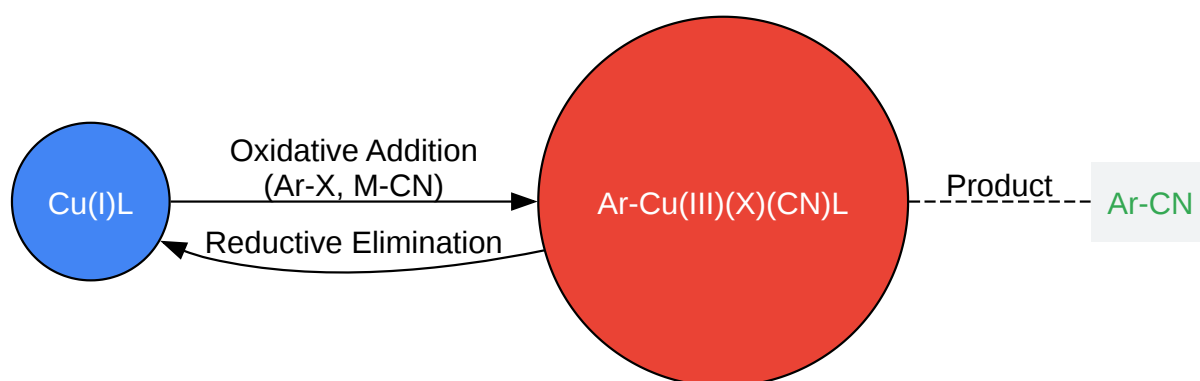 Oxidative Addition
(Ar-X, M-CN)
Cu(I)L
Ar-Cu(III)(X)(CN)L
Product
Ar-CN
Reductive Elimination